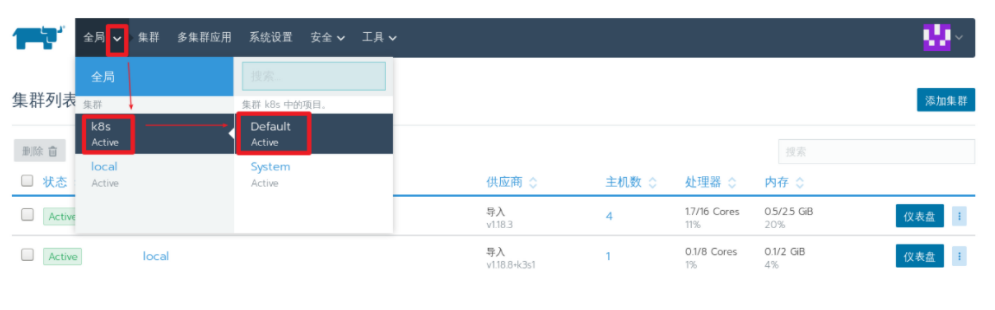 全局 集群 多集群应用 系统设置 安全 工具
全局 搜索...
集群列表
集群 集群 k8s 中的项目。
添加集群
k8s Default
Active Active
删除 搜索
local System
Active Active
状态 供应商 主机数 处理器 内存
Active 导入 4 1.7/16 Cores 0.5/2.5 GiB 仪表盘
v1.18.3 11% 20%
Active local 导入 1 0.1/8 Cores 0.1/2 GiB 仪表盘
v1.18.8+k3s1 1% 4%